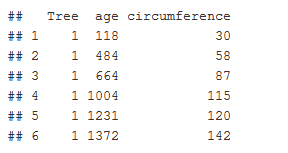 ##   Tree  age circumference
## 1    1  118            30
## 2    1  484            58
## 3    1  664            87
## 4    1 1004           115
## 5    1 1231           120
## 6    1 1372           142